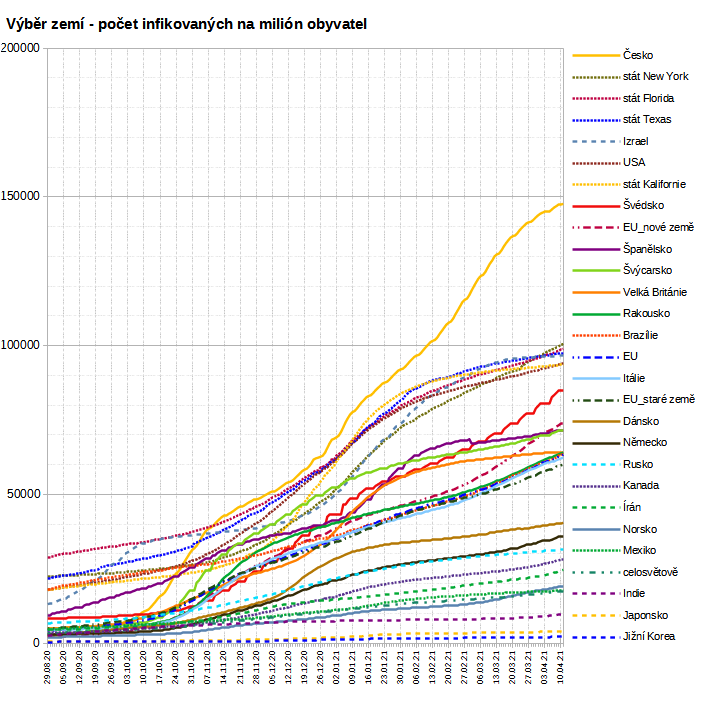 Výběr zemí - počet infikovaných na milión obyvatel
200000
150000
100000
50000
0
Česko
stát New York
stát Florida
stát Texas
Izrael
USA
stát Kalifornie
Švédsko
EU_nové země
Španělsko
Švýcarsko
Velká Británie
Rakousko
Brazílie
EU
Itálie
EU_staré země
Dánsko
Německo
Rusko
Kanada
Írán
Norsko
Mexiko
celosvětově
Indie
Japonsko
Jižní Korea
29.08.20
05.09.20
12.09.20
19.09.20
26.09.20
03.10.20
10.10.20
17.10.20
24.10.20
31.10.20
07.11.20
14.11.20
21.11.20
28.11.20
05.12.20
12.12.20
19.12.20
26.12.20
02.01.21
09.01.21
16.01.21
23.01.21
30.01.21
06.02.21
13.02.21
20.02.21
27.02.21
06.03.21
13.03.21
20.03.21
27.03.21
03.04.21
10.04.21